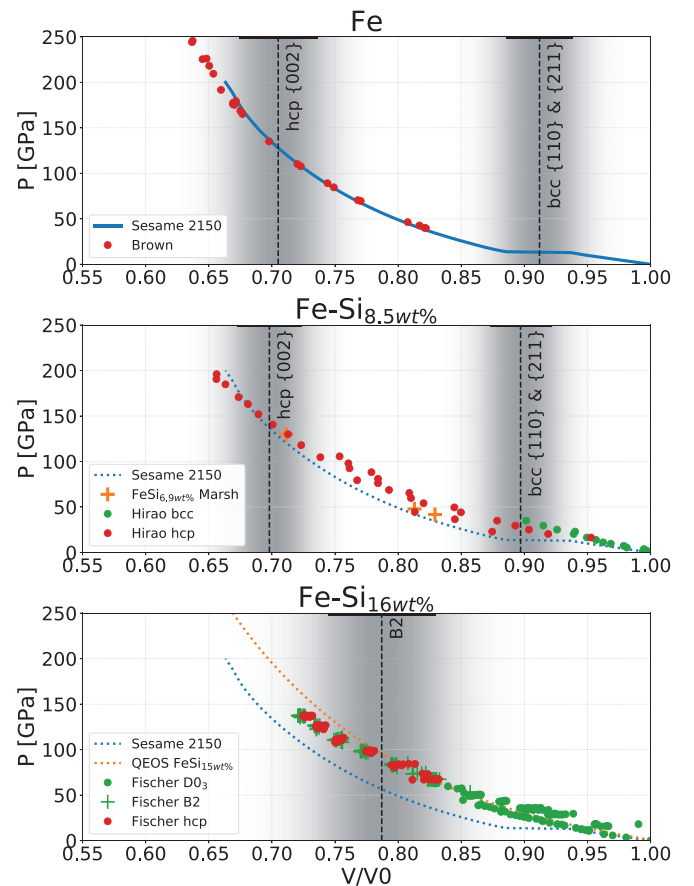 Fe
P [GPa]
250
200
150
100
50
0
hcp {002}
bcc {110} & {211}
Sesame 2150
Brown
0.55 0.60 0.65 0.70 0.75 0.80 0.85 0.90 0.95 1.00
Fe-Si8.5wt%
P [GPa]
250
200
150
100
50
0
hcp {002}
bcc {110} & {211}
Sesame 2150
FeSi6,9wt% Marsh
Hirao bcc
Hirao hcp
0.55 0.60 0.65 0.70 0.75 0.80 0.85 0.90 0.95 1.00
Fe-Si16wt%
P [GPa]
250
200
150
100
50
0
B2
Sesame 2150
QEOS FeSi15wt%
Fischer D03
Fischer B2
Fischer hcp
0.55 0.60 0.65 0.70 0.75 0.80 0.85 0.90 0.95 1.00
V/V0